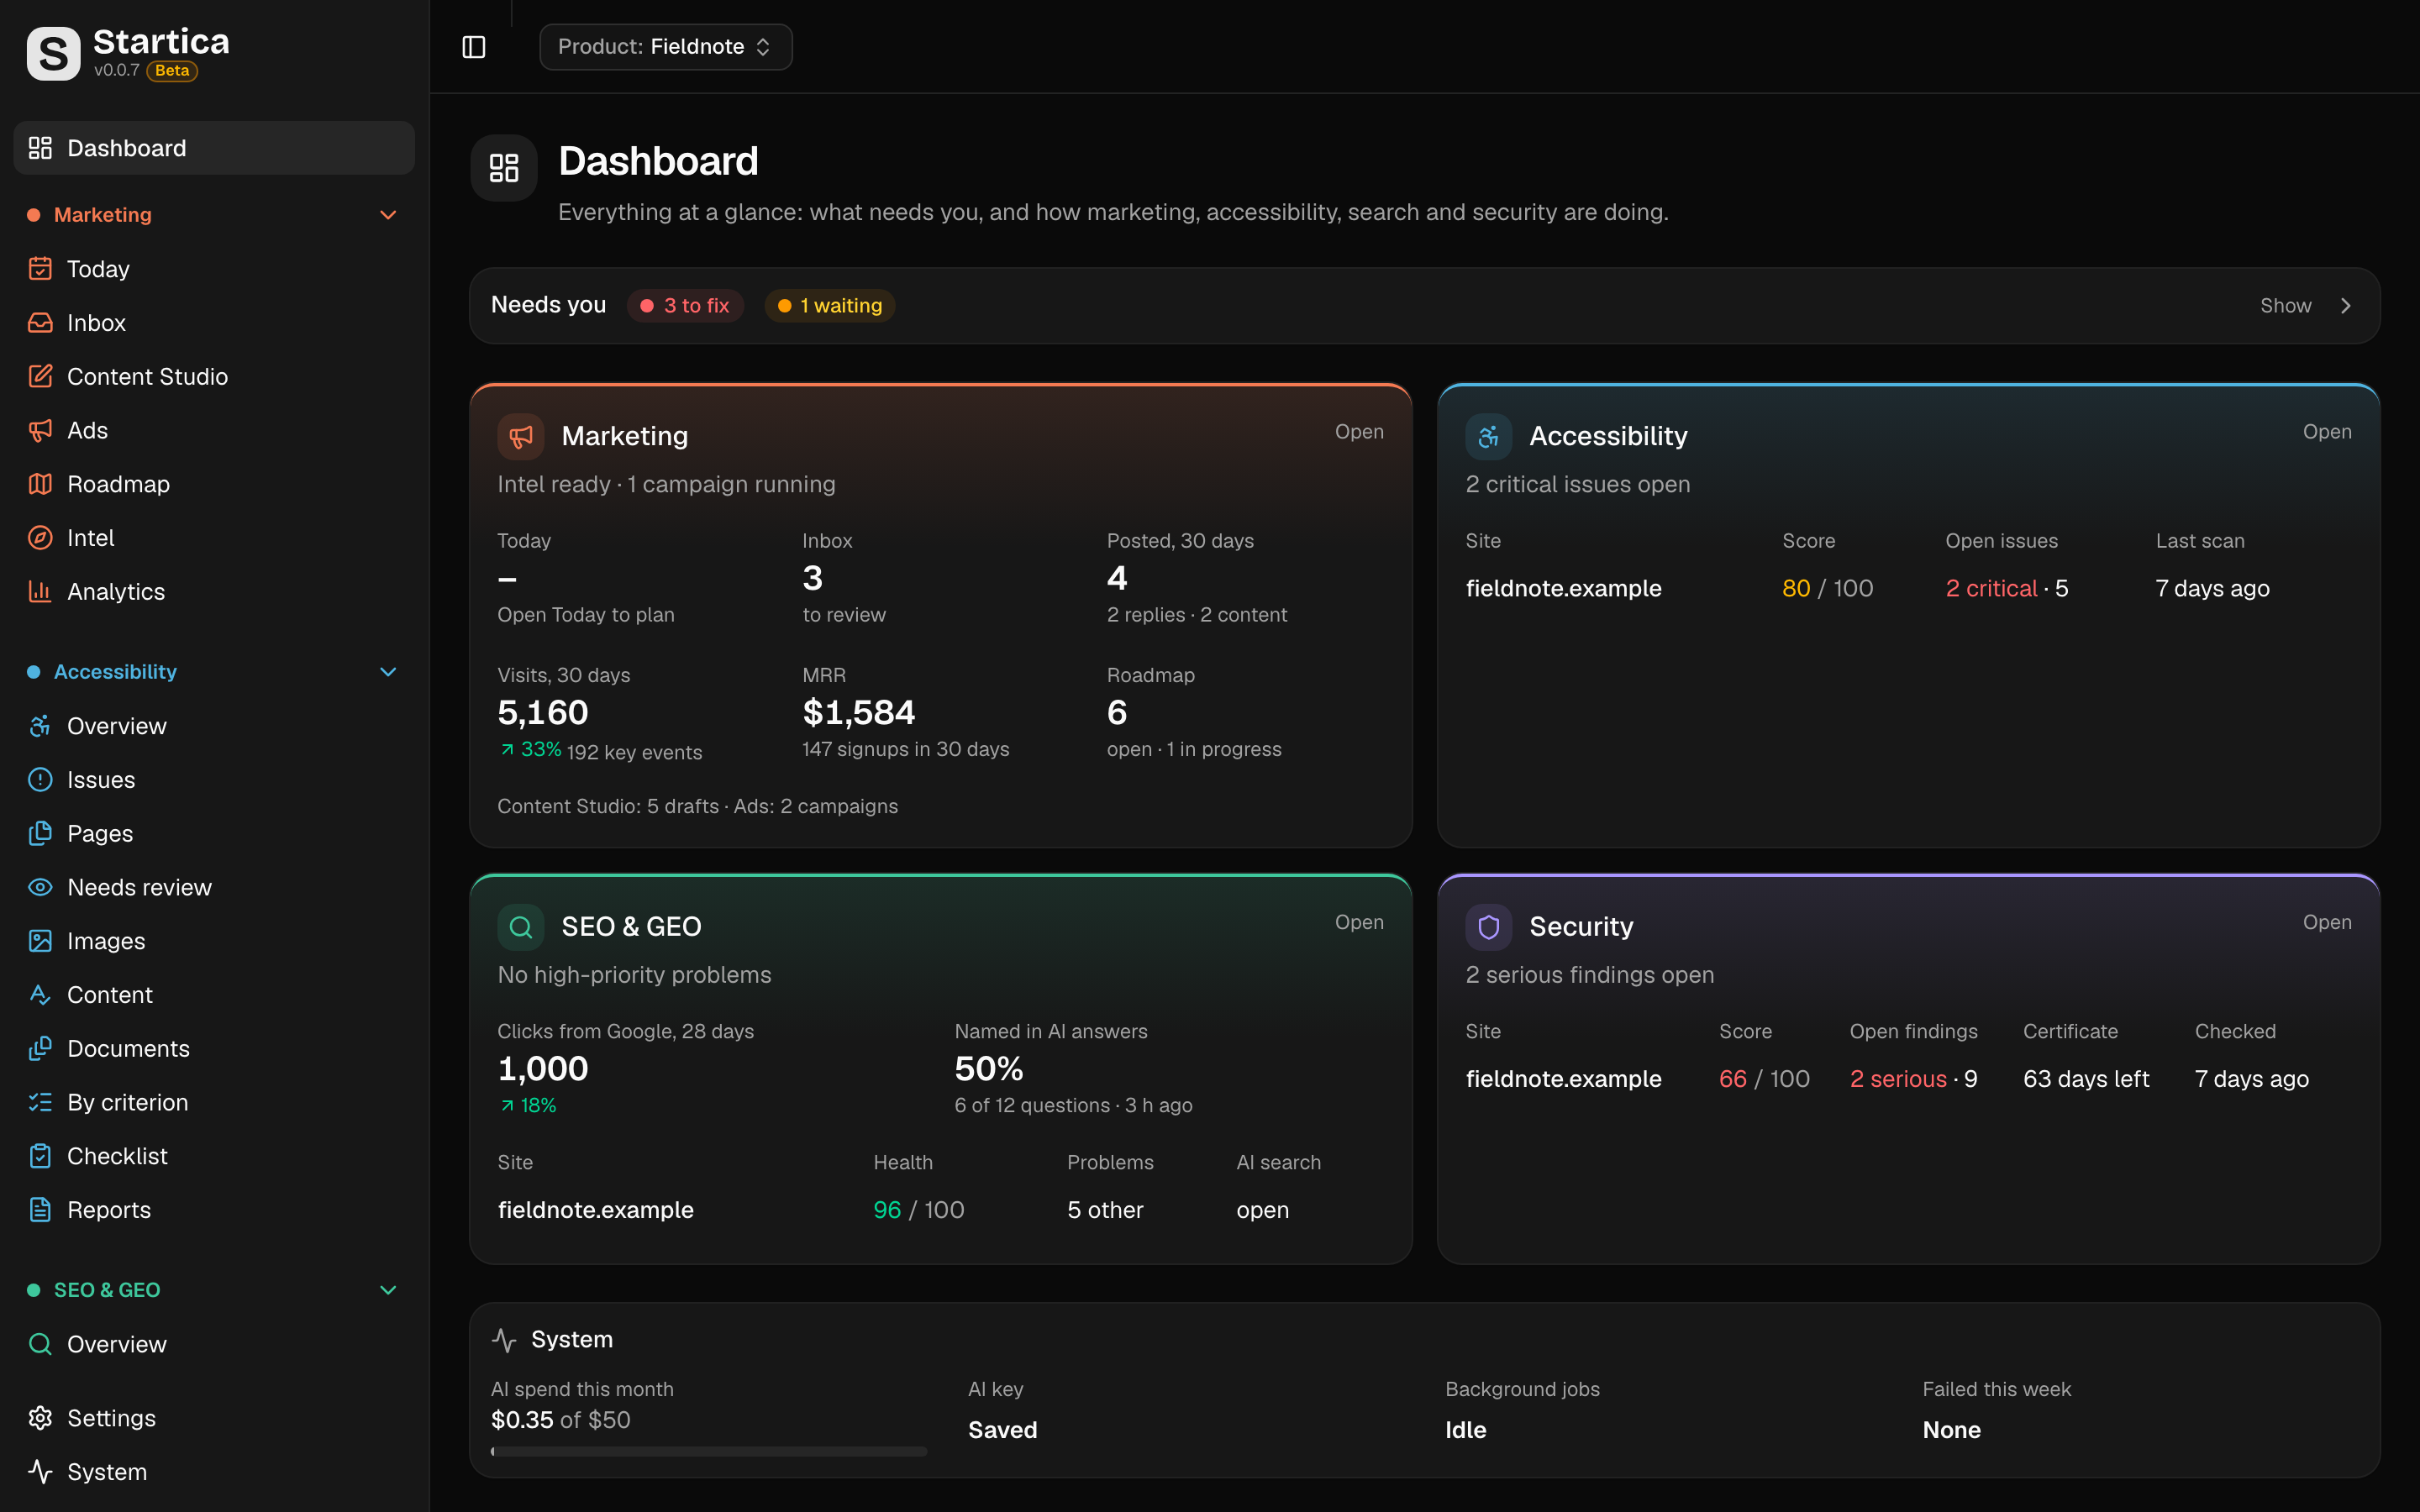 S
Startica
v0.0.7 Beta
Dashboard
Marketing
Today
Inbox
Content Studio
Ads
Roadmap
Intel
Analytics
Accessibility
Overview
Issues
Pages
Needs review
Images
Content
Documents
By criterion
Checklist
Reports
SEO & GEO
Overview
Settings
System
Product: Fieldnote
Dashboard
Everything at a glance: what needs you, and how marketing, accessibility, search and security are doing.
Needs you 3 to fix 1 waiting Show
Marketing Open
Intel ready · 1 campaign running
Today Inbox Posted, 30 days
– 3 4
Open Today to plan to review 2 replies · 2 content
Visits, 30 days MRR Roadmap
5,160 $1,584 6
33% 192 key events 147 signups in 30 days open · 1 in progress
Content Studio: 5 drafts · Ads: 2 campaigns
Accessibility Open
2 critical issues open
Site Score Open issues Last scan
fieldnote.example 80 / 100 2 critical · 5 7 days ago
SEO & GEO Open
No high-priority problems
Clicks from Google, 28 days Named in AI answers
1,000 50%
18% 6 of 12 questions · 3 h ago
Site Health Problems AI search
fieldnote.example 96 / 100 5 other open
Security Open
2 serious findings open
Site Score Open findings Certificate Checked
fieldnote.example 66 / 100 2 serious · 9 63 days left 7 days ago
System
AI spend this month AI key Background jobs Failed this week
$0.35 of $50 Saved Idle None